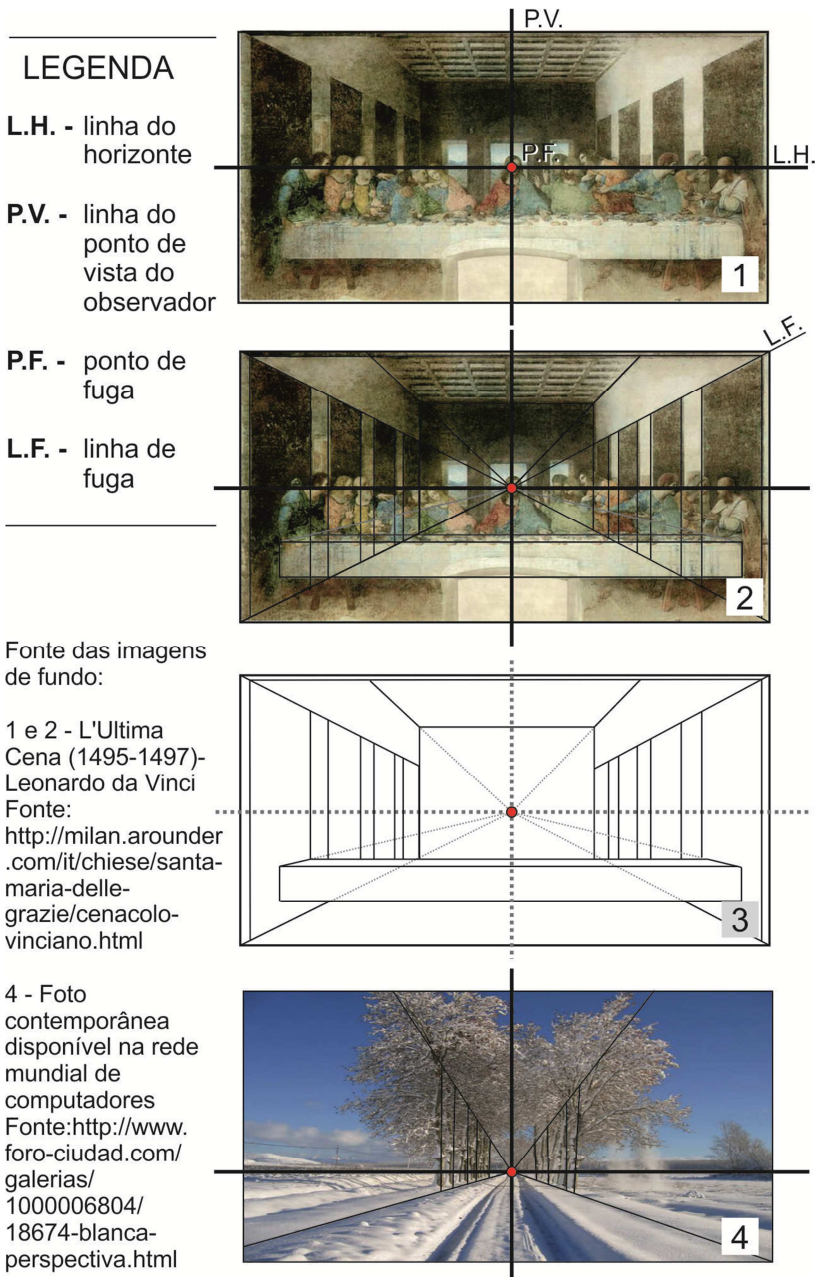 LEGENDA
L.H. - linha do
horizonte
P.V. - linha do
ponto de
vista do
observador
P.F. - ponto de
fuga
L.F. - linha de
fuga
Fonte das imagens
de fundo:
1 e 2 - L'Ultima
Cena (1495-1497)-
Leonardo da Vinci
Fonte:
http://milan.arounder
.com/it/chiese/santa-
maria-delle-
grazie/cenacolo-
vinciano.html
4 - Foto
contemporânea
disponível na rede
mundial de
computadores
Fonte:http://www.
foro-ciudad.com/
galerias/
1000006804/
18674-blanca-
perspectiva.html
P.V.
P.F.
L.H.
1
L.F.
2
3
4